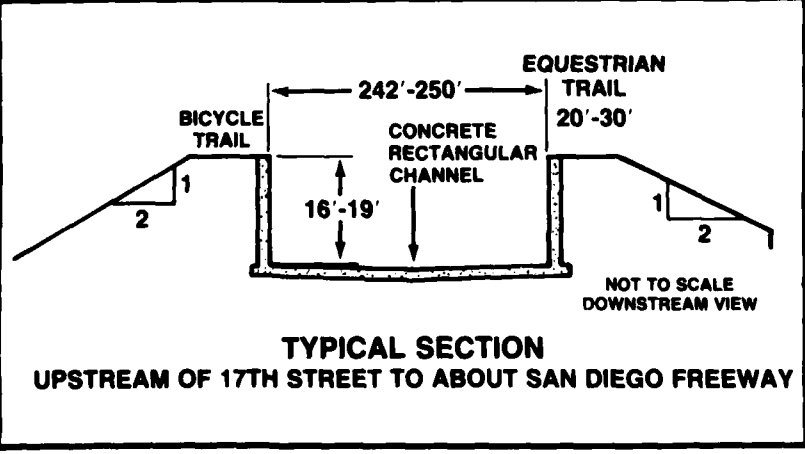 242'-250'
EQUESTRIAN
TRAIL
20'-30'
BICYCLE
TRAIL
CONCRETE
RECTANGULAR
CHANNEL
1
2
16'-19'
1
2
NOT TO SCALE
DOWNSTREAM VIEW
TYPICAL SECTION
UPSTREAM OF 17TH STREET TO ABOUT SAN DIEGO FREEWAY